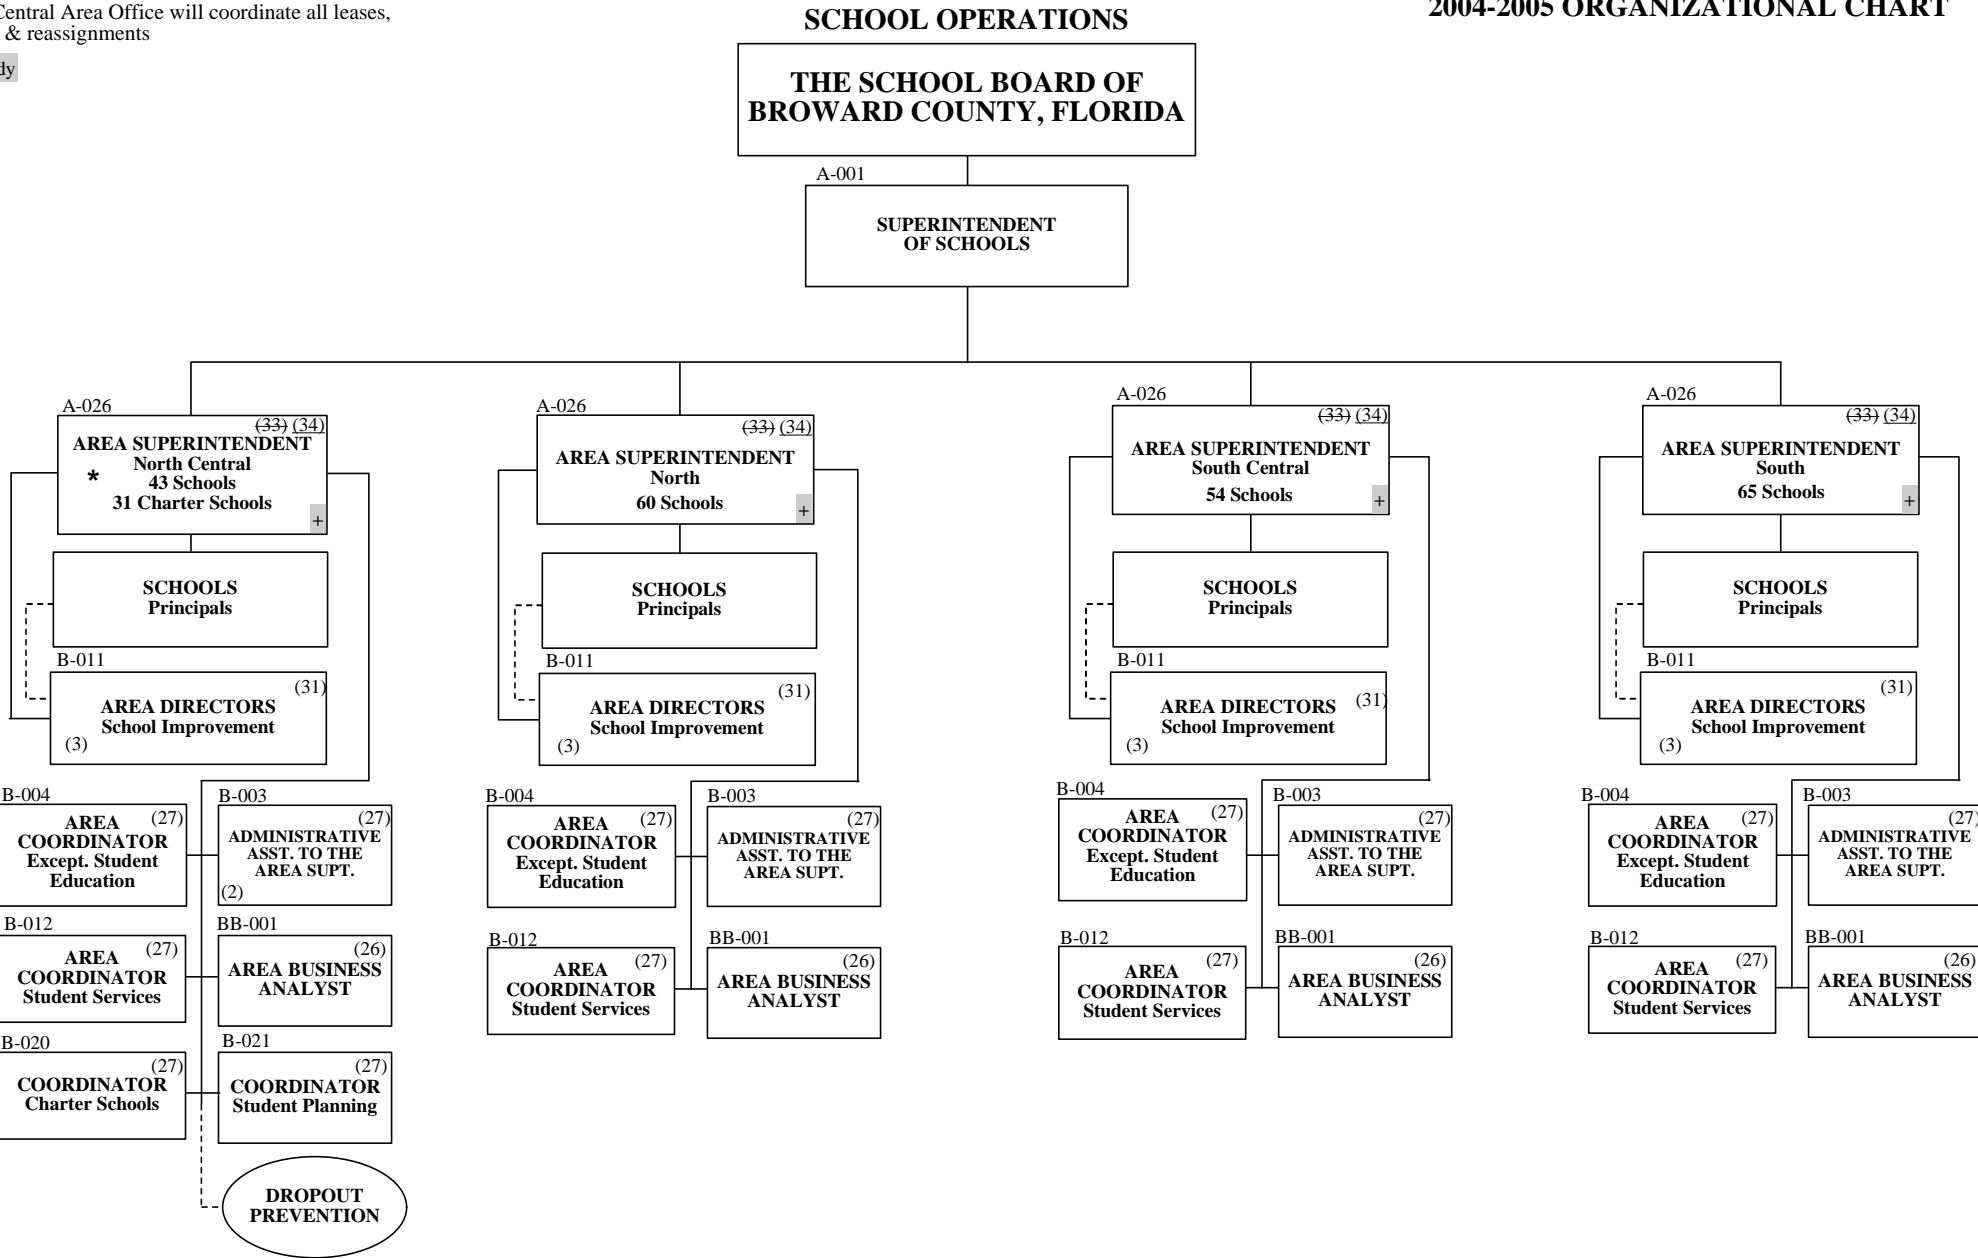 Central Area Office will coordinate all leases,
& reassignments
SCHOOL OPERATIONS
2004-2005 ORGANIZATIONAL CHART
THE SCHOOL BOARD OF
BROWARD COUNTY, FLORIDA
A-001
SUPERINTENDENT
OF SCHOOLS
A-026
(33) (34)
AREA SUPERINTENDENT
North Central
* 43 Schools
31 Charter Schools
+
SCHOOLS
Principals
B-011
(31)
AREA DIRECTORS
School Improvement
(3)
B-004
AREA (27)
COORDINATOR
Except. Student
Education
B-003
(27)
ADMINISTRATIVE
ASST. TO THE
AREA SUPT.
(2)
B-012
AREA (27)
COORDINATOR
Student Services
BB-001
(26)
AREA BUSINESS
ANALYST
B-020
(27)
COORDINATOR
Charter Schools
B-021
(27)
COORDINATOR
Student Planning
DROPOUT
PREVENTION
A-026
(33) (34)
AREA SUPERINTENDENT
North
60 Schools
+
SCHOOLS
Principals
B-011
(31)
AREA DIRECTORS
School Improvement
(3)
B-004
AREA (27)
COORDINATOR
Except. Student
Education
B-003
(27)
ADMINISTRATIVE
ASST. TO THE
AREA SUPT.
B-012
AREA (27)
COORDINATOR
Student Services
BB-001
(26)
AREA BUSINESS
ANALYST
A-026
(33) (34)
AREA SUPERINTENDENT
South Central
54 Schools
+
SCHOOLS
Principals
B-011
AREA DIRECTORS (31)
School Improvement
(3)
B-004
AREA (27)
COORDINATOR
Except. Student
Education
B-003
(27)
ADMINISTRATIVE
ASST. TO THE
AREA SUPT.
B-012
AREA (27)
COORDINATOR
Student Services
BB-001
(26)
AREA BUSINESS
ANALYST
A-026
(33) (34)
AREA SUPERINTENDENT
South
65 Schools
+
SCHOOLS
Principals
B-011
(31)
AREA DIRECTORS
School Improvement
(3)
B-004
AREA (27)
COORDINATOR
Except. Student
Education
B-003
(27)
ADMINISTRATIVE
ASST. TO THE
AREA SUPT.
B-012
AREA (27)
COORDINATOR
Student Services
BB-001
(26)
AREA BUSINESS
ANALYST